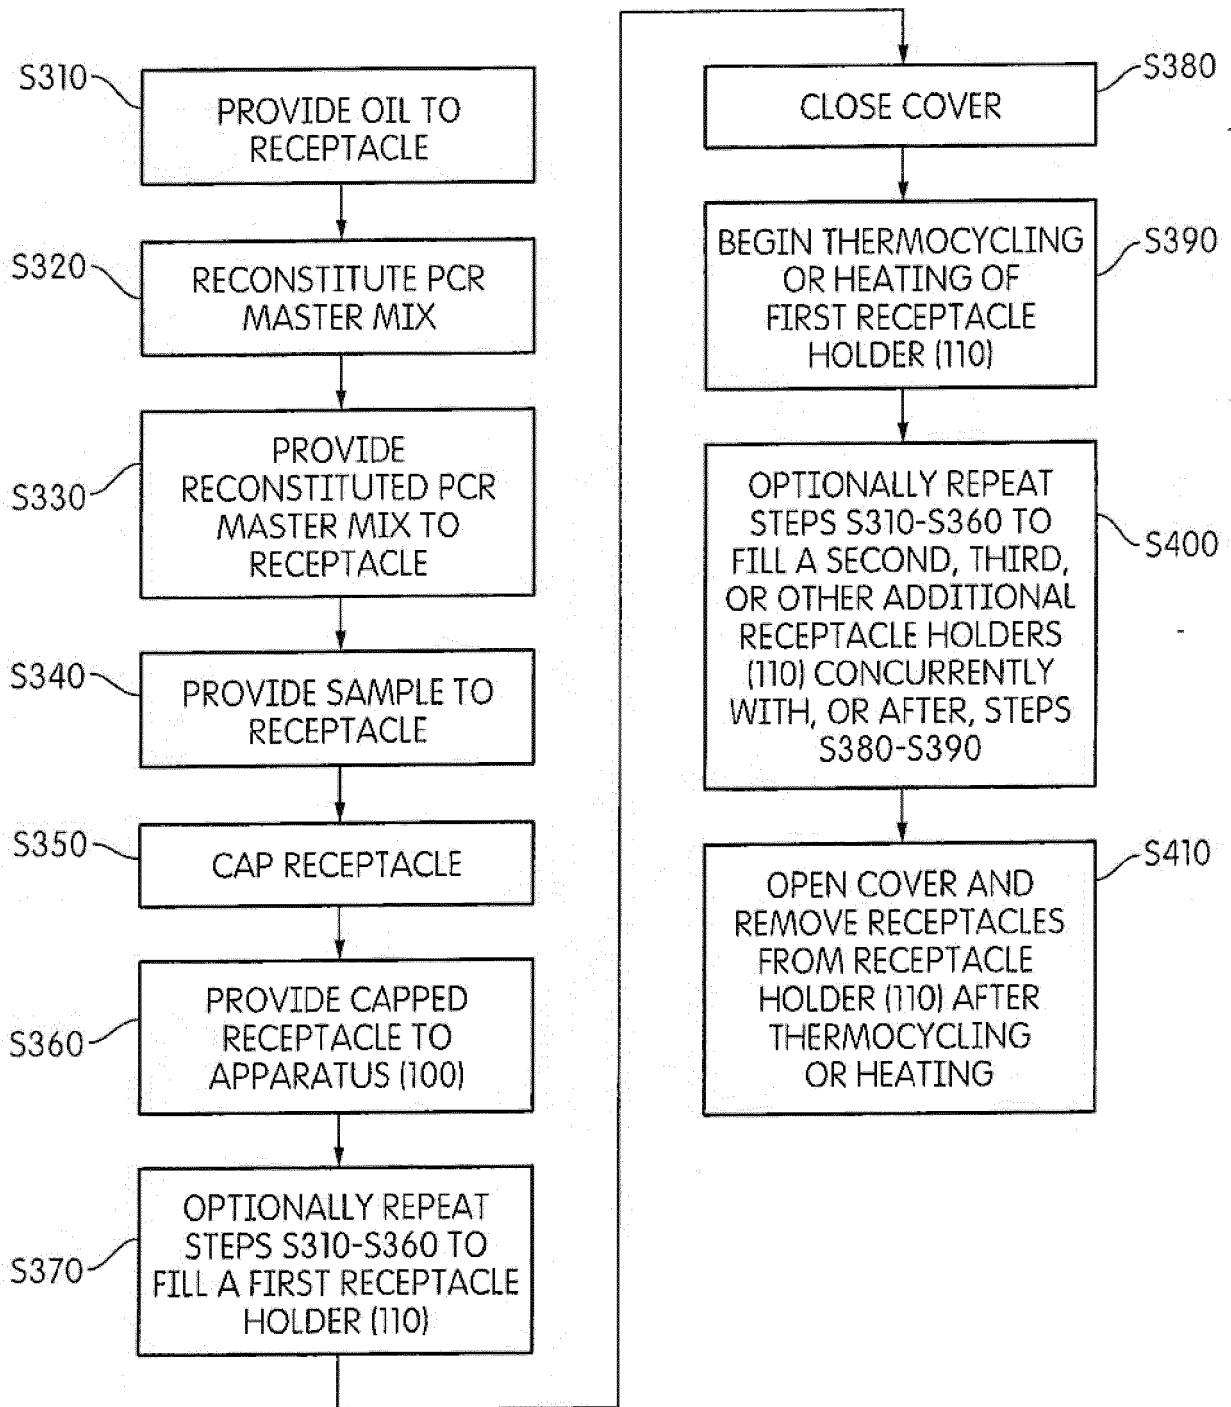 S310
PROVIDE OIL TO
RECEPTACLE
S320
RECONSTITUTE PCR
MASTER MIX
S330
PROVIDE
RECONSTITUTED PCR
MASTER MIX TO
RECEPTACLE
S340
PROVIDE SAMPLE TO
RECEPTACLE
S350
CAP RECEPTACLE
S360
PROVIDE CAPPED
RECEPTACLE TO
APPARATUS (100)
S370
OPTIONALLY REPEAT
STEPS S310-S360 TO
FILL A FIRST RECEPTACLE
HOLDER (110)
S380
CLOSE COVER
S390
BEGIN THERMOCYCLING
OR HEATING OF
FIRST RECEPTACLE
HOLDER (110)
S400
OPTIONALLY REPEAT
STEPS S310-S360 TO
FILL A SECOND, THIRD,
OR OTHER ADDITIONAL
RECEPTACLE HOLDERS
(110) CONCURRENTLY
WITH, OR AFTER, STEPS
S380-S390
S410
OPEN COVER AND
REMOVE RECEPTACLES
FROM RECEPTACLE
HOLDER (110) AFTER
THERMOCYCLING
OR HEATING